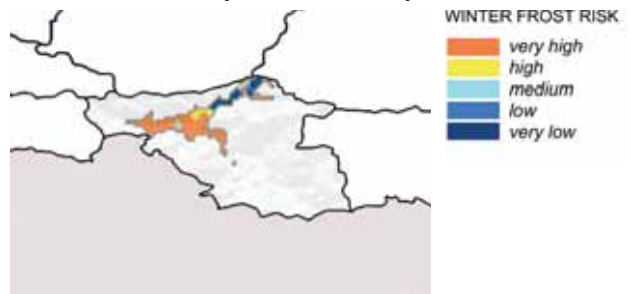 WINTER FROST RISK
very high
high
medium
low
very low